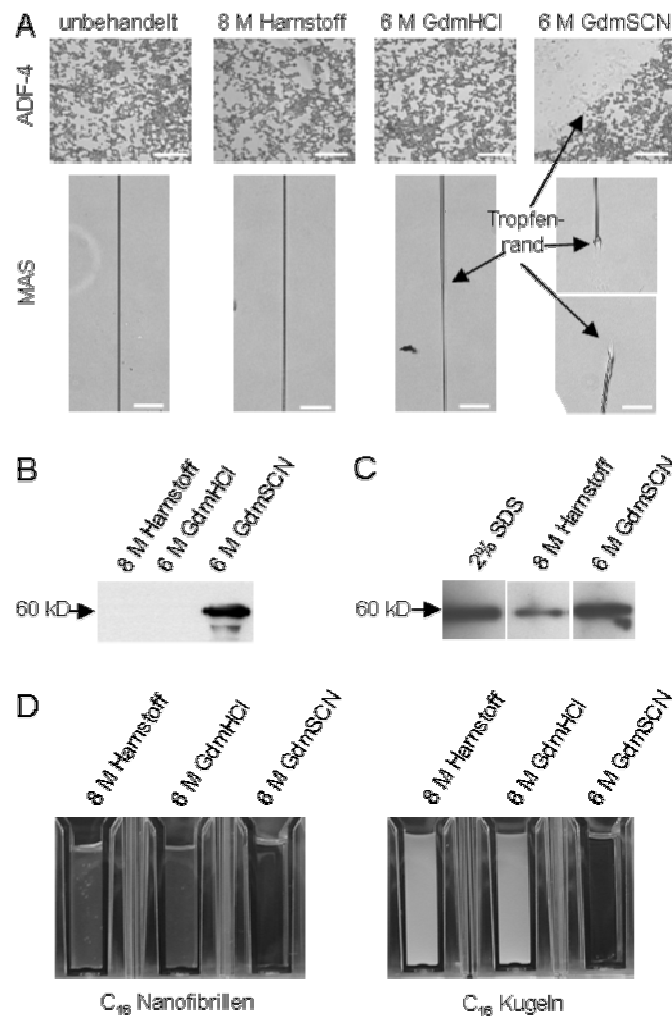 A
unbehandelt 8 M Harnstoff 6 M GdmHCl 6 M GdmSCN
ADF-4
MAS
Tropfen-
rand
B
8 M Harnstoff
6 M GdmHCl
6 M GdmSCN
60 kD
C
2% SDS
8 M Harnstoff
6 M GdmSCN
60 kD
D
8 M Harnstoff
6 M GdmHCl
6 M GdmSCN
8 M Harnstoff
6 M GdmHCl
6 M GdmSCN
C₁₆ Nanofibrillen
C₁₆ Kugeln